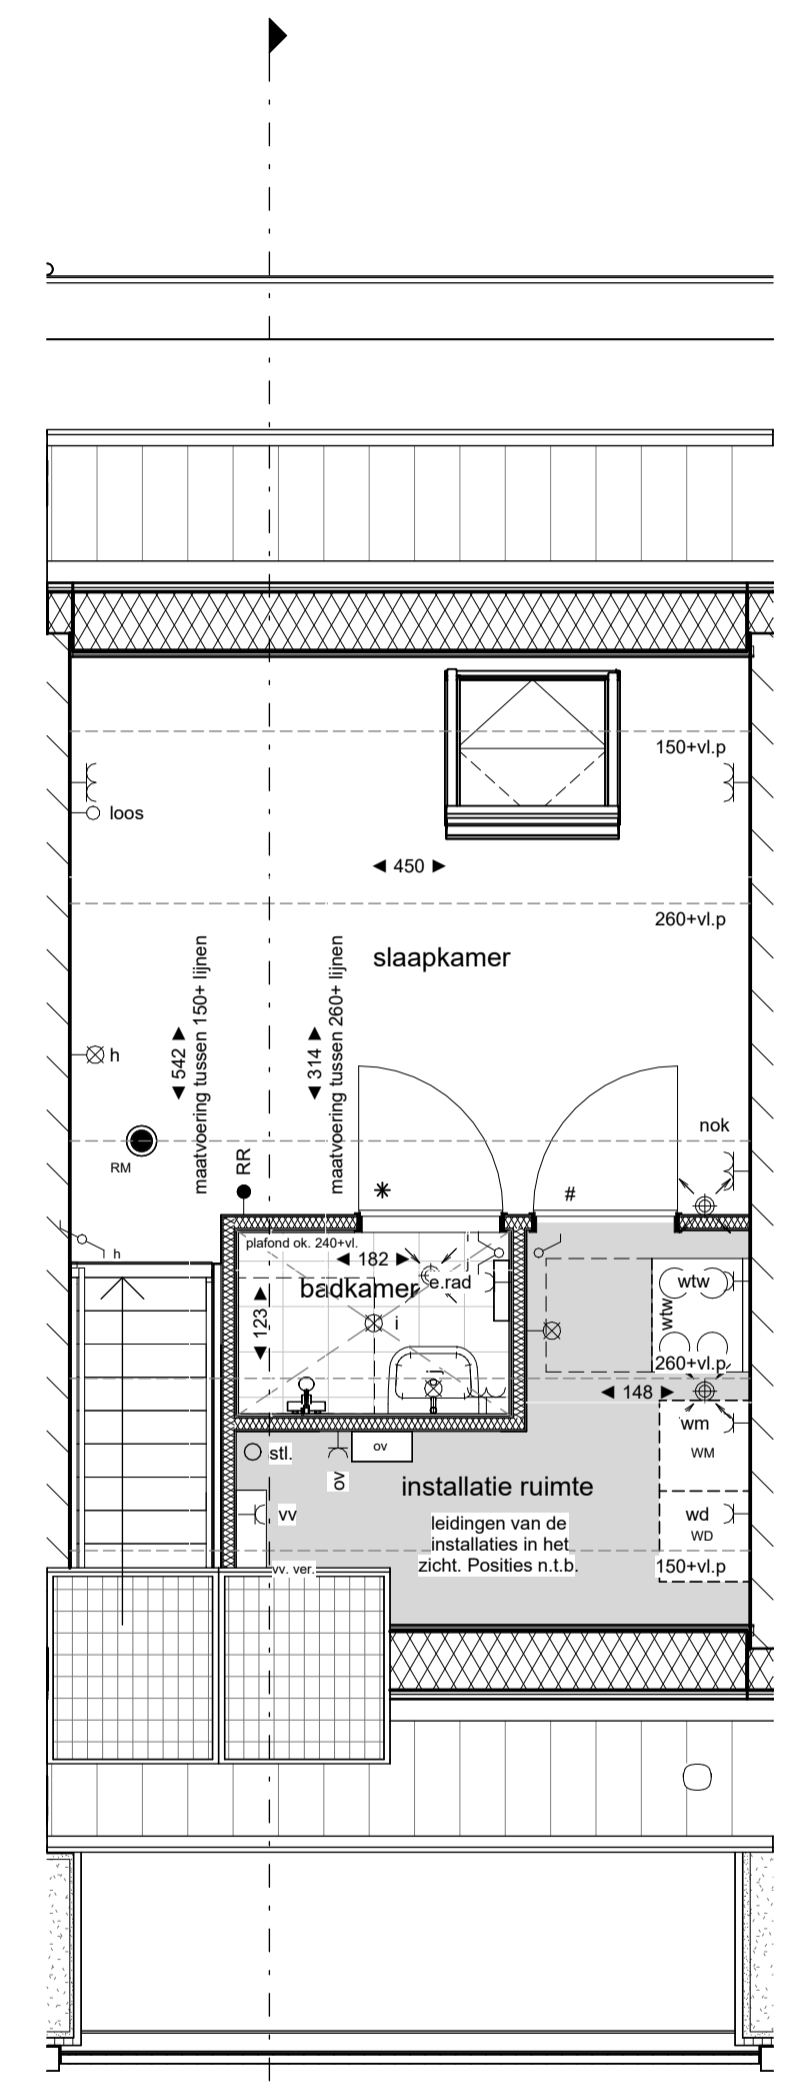 150+vl.p
loos
◄ 450 ►
260+vl.p
slaapkamer
◄ 542 ►
maatvoering tussen 150+ lijnen
◄ 314 ►
maatvoering tussen 260+ lijnen
h
nok
RM
RR
*
#
h
plafond ok. 240+vl.
◄ 182 ►
badkamer
e.rad
◄ 123 ►
i
wtw
wtw
260+vl.p
◄ 148 ►
wm
WM
stl.
ov
ov
installatie ruimte
vv
leidingen van de
installaties in het
zicht. Posities n.t.b.
wd
WD
150+vl.p
vv. ver.